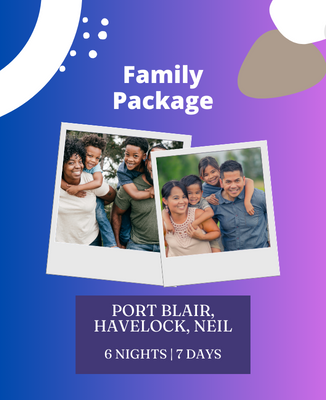 Family
Package
PORT BLAIR,
HAVELOCK, NEIL
6 NIGHTS | 7 DAYS